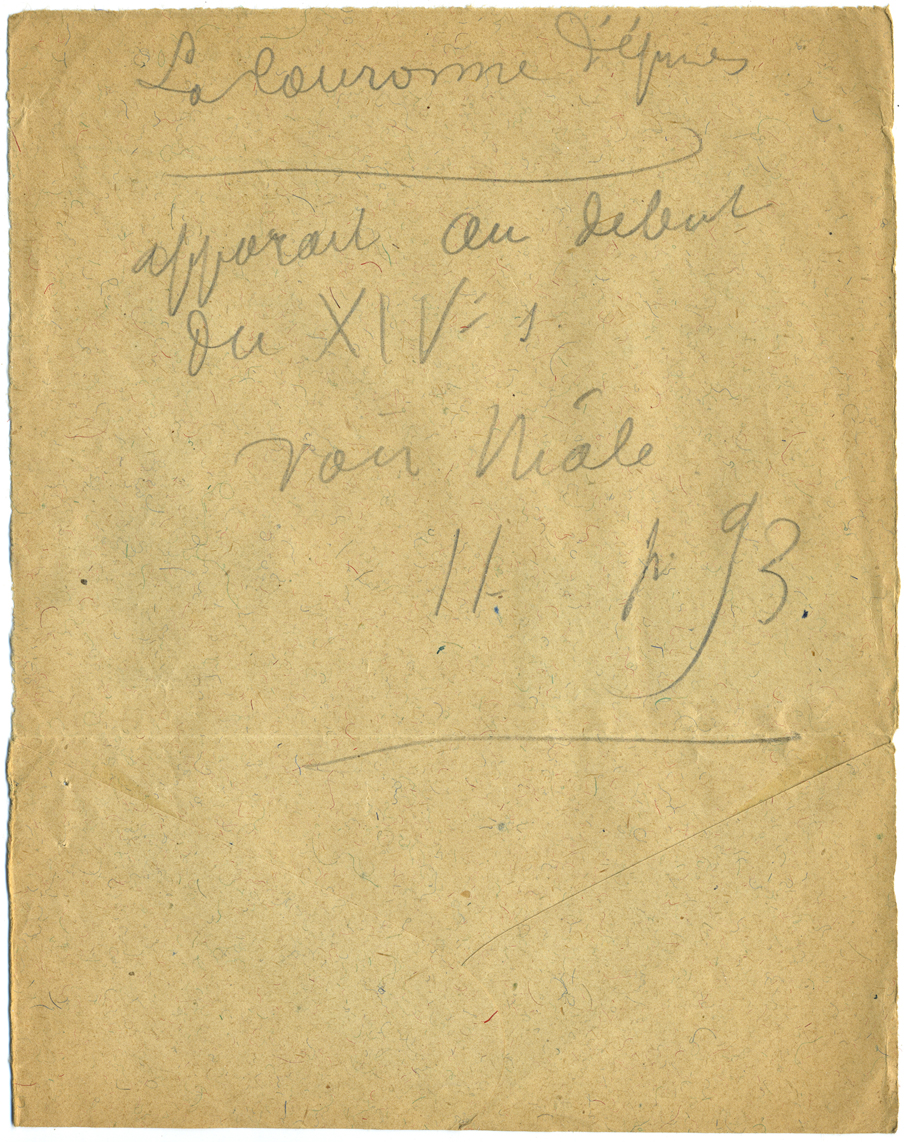 La Couronne d'épines
apparait au debut
du XIVe s.
voir Mâle
II. p. 93.